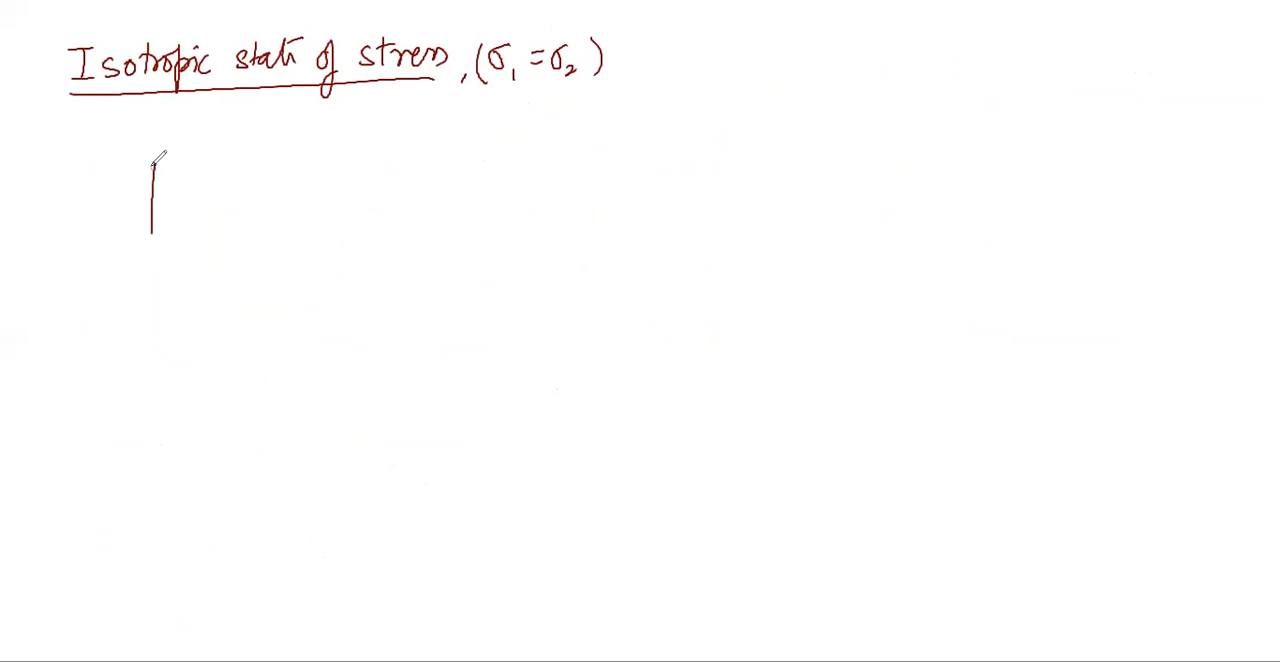 Isotropic state of stress, (σ₁ = σ₂)